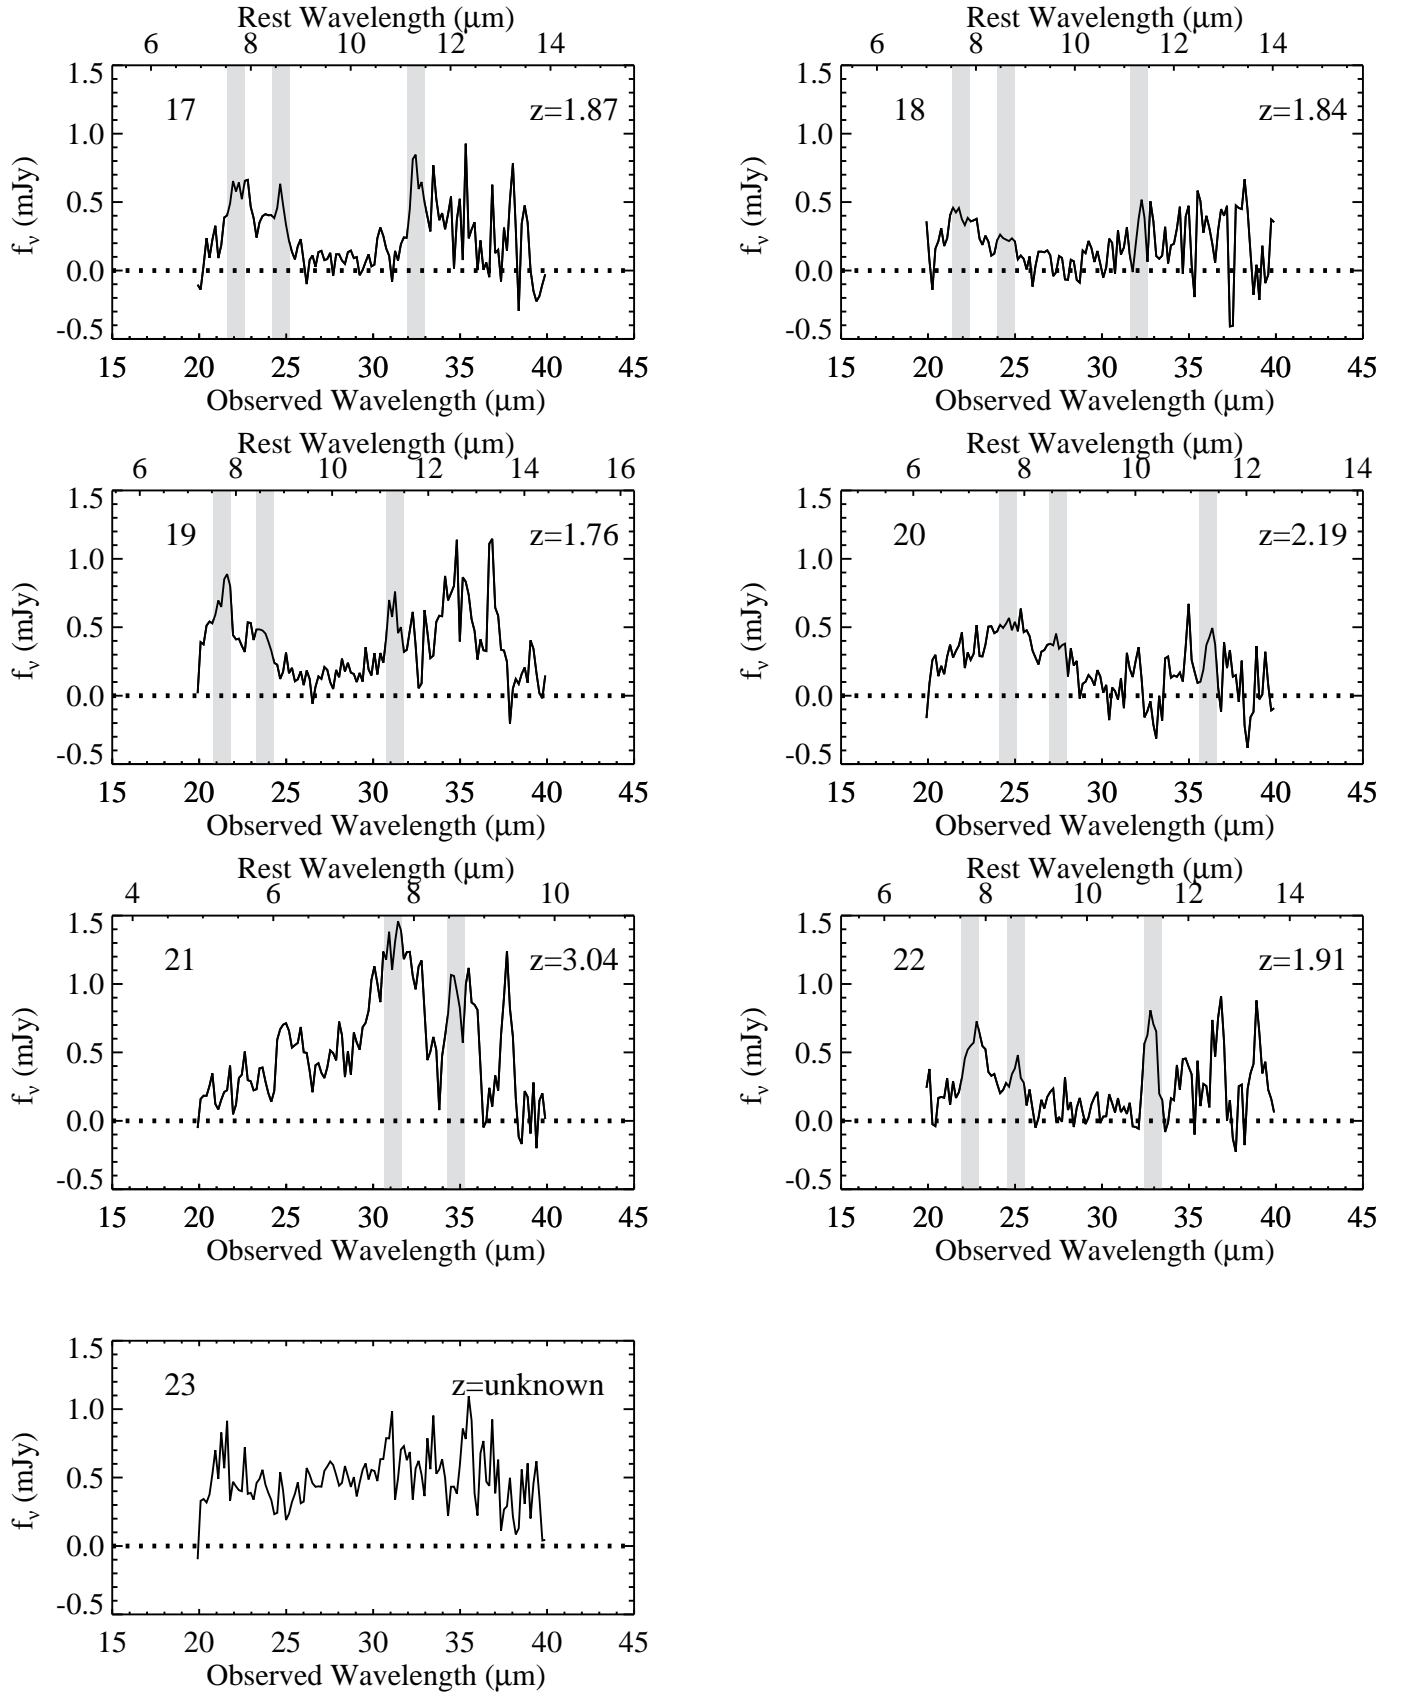 Rest Wavelength (μm)
6 8 10 12 14
1.5
1.0
0.5
0.0
-0.5
fν (mJy)
17 z=1.87
15 20 25 30 35 40 45
Observed Wavelength (μm)
Rest Wavelength (μm)
6 8 10 12 14
1.5
1.0
0.5
0.0
-0.5
fν (mJy)
18 z=1.84
15 20 25 30 35 40 45
Observed Wavelength (μm)
Rest Wavelength (μm)
6 8 10 12 14 16
1.5
1.0
0.5
0.0
-0.5
fν (mJy)
19 z=1.76
15 20 25 30 35 40 45
Observed Wavelength (μm)
Rest Wavelength (μm)
6 8 10 12 14
1.5
1.0
0.5
0.0
-0.5
fν (mJy)
20 z=2.19
15 20 25 30 35 40 45
Observed Wavelength (μm)
Rest Wavelength (μm)
4 6 8 10
1.5
1.0
0.5
0.0
-0.5
fν (mJy)
21 z=3.04
15 20 25 30 35 40 45
Observed Wavelength (μm)
Rest Wavelength (μm)
6 8 10 12 14
1.5
1.0
0.5
0.0
-0.5
fν (mJy)
22 z=1.91
15 20 25 30 35 40 45
Observed Wavelength (μm)
1.5
1.0
0.5
0.0
-0.5
fν (mJy)
23 z=unknown
15 20 25 30 35 40 45
Observed Wavelength (μm)